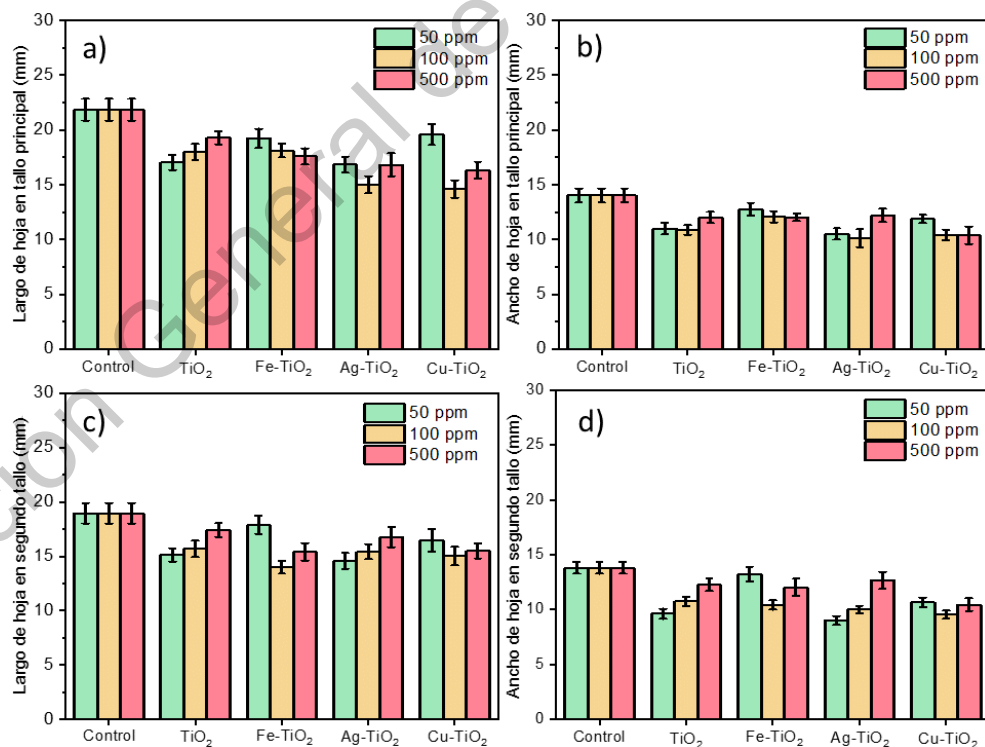 a)
50 ppm
100 ppm
500 ppm
Largo de hoja en tallo principal (mm)
30
25
20
15
10
5
0
Control
TiO₂
Fe-TiO₂
Ag-TiO₂
Cu-TiO₂
b)
50 ppm
100 ppm
500 ppm
Ancho de hoja en tallo principal (mm)
30
25
20
15
10
5
0
Control
TiO₂
Fe-TiO₂
Ag-TiO₂
Cu-TiO₂
c)
50 ppm
100 ppm
500 ppm
Largo de hoja en segundo tallo (mm)
30
25
20
15
10
5
0
Control
TiO₂
Fe-TiO₂
Ag-TiO₂
Cu-TiO₂
d)
50 ppm
100 ppm
500 ppm
Ancho de hoja en segundo tallo (mm)
30
25
20
15
10
5
0
Control
TiO₂
Fe-TiO₂
Ag-TiO₂
Cu-TiO₂
General de